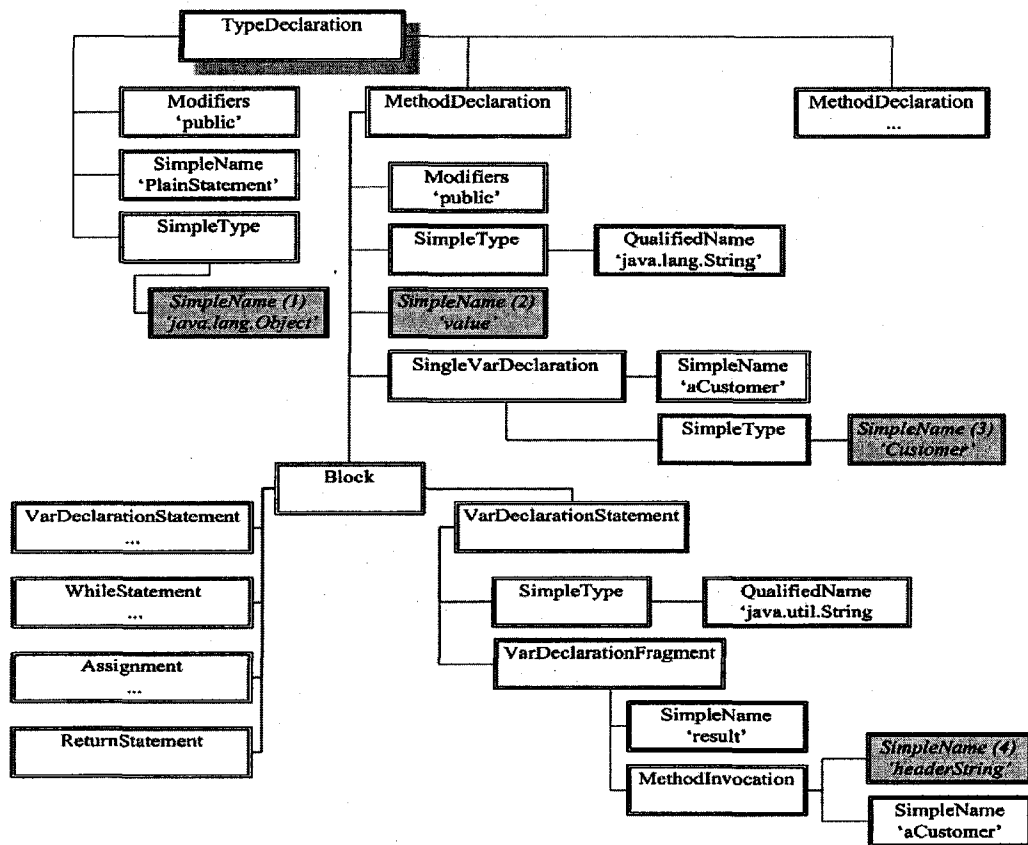 TypeDeclaration
Modifiers
‘public’
SimpleName
‘PlainStatement’
SimpleType
SimpleName (1)
‘java.lang.Object’
MethodDeclaration
MethodDeclaration
...
Modifiers
‘public’
SimpleType
QualifiedName
‘java.lang.String’
SimpleName (2)
‘value’
SingleVarDeclaration
SimpleName
‘aCustomer’
SimpleType
SimpleName (3)
‘Customer’
Block
VarDeclarationStatement
...
WhileStatement
...
Assignment
...
ReturnStatement
VarDeclarationStatement
SimpleType
QualifiedName
‘java.util.String
VarDeclarationFragment
SimpleName
‘result’
MethodInvocation
SimpleName (4)
‘headerString’
SimpleName
‘aCustomer’